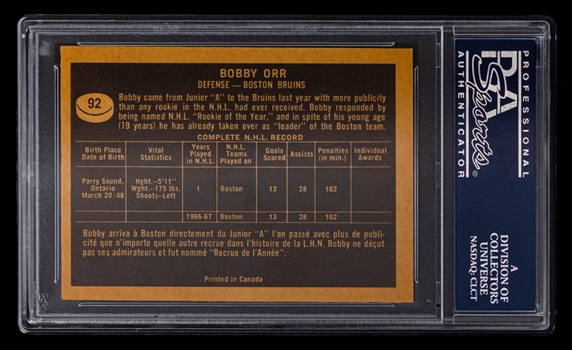 92
BOBBY ORR
DEFENSE — BOSTON BRUINS
Bobby came from Junior "A" to the Bruins last year with more publicity
than any rookie in the N.H.L. had ever received. Bobby responded by
being named N.H.L. "Rookie of the Year," and in spite of his young age
(19 years) he has already taken over as "leader" of the Boston team.
COMPLETE N.H.L. RECORD
Birth Place Date of Birth | Vital Statistics | Years Played in N.H.L. | N.H.L. Teams Played on | Goals Scored | Assists | Penalties (in min.) | Individual Awards
Parry Sound, Ontario March 20/48 | Hght.-5'11" Wght.-175 lbs. Shoots-Left | 1 | Boston | 13 | 28 | 102
1966-67 | Boston | 13 | 28 | 102
Bobby arriva à Boston directement du Junior "A" l'an passé avec plus de publi-
cité que n'importe quelle autre recrue dans l'histoire de la L.H.N. Bobby ne déçut
pas ses admirateurs et fut nommé "Recrue de l'Année".
Printed in Canada
PSA
Sports
PROFESSIONAL
AUTHENTICATOR
A
DIVISION OF
COLLECTORS
UNIVERSE
NASDAQ: CLCT